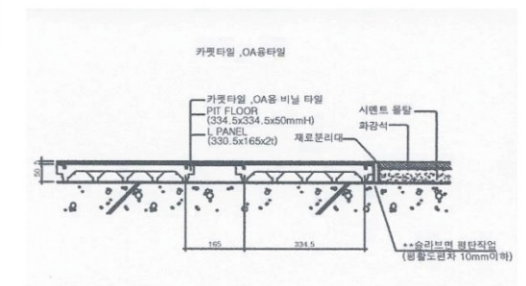 카펫타일 ,OA용타일
카펫타일 ,OA용 비닐 타일
PIT FLOOR
(334.5x334.5x50mmH)
L PANEL
(330.5x165x2t)
재료분리대
시멘트 몰탈
화강석
50
165
334.5
**슬라브면 평탄작업
(평활도편차 10mm이하)